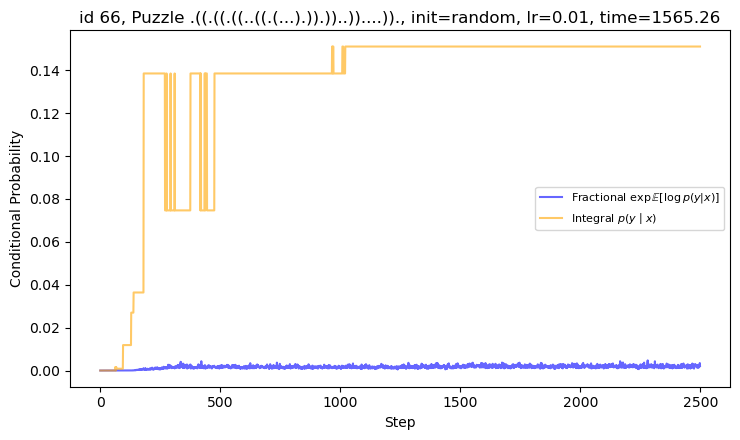 id 66, Puzzle .((.((.((..((.(...).)).))..))....))., init=random, lr=0.01, time=1565.26
Conditional Probability
0.14
0.12
0.10
0.08
0.06
0.04
0.02
0.00
Fractional exp𝔼[log p(y|x)]
Integral p(y | x)
0
500
1000
1500
2000
2500
Step